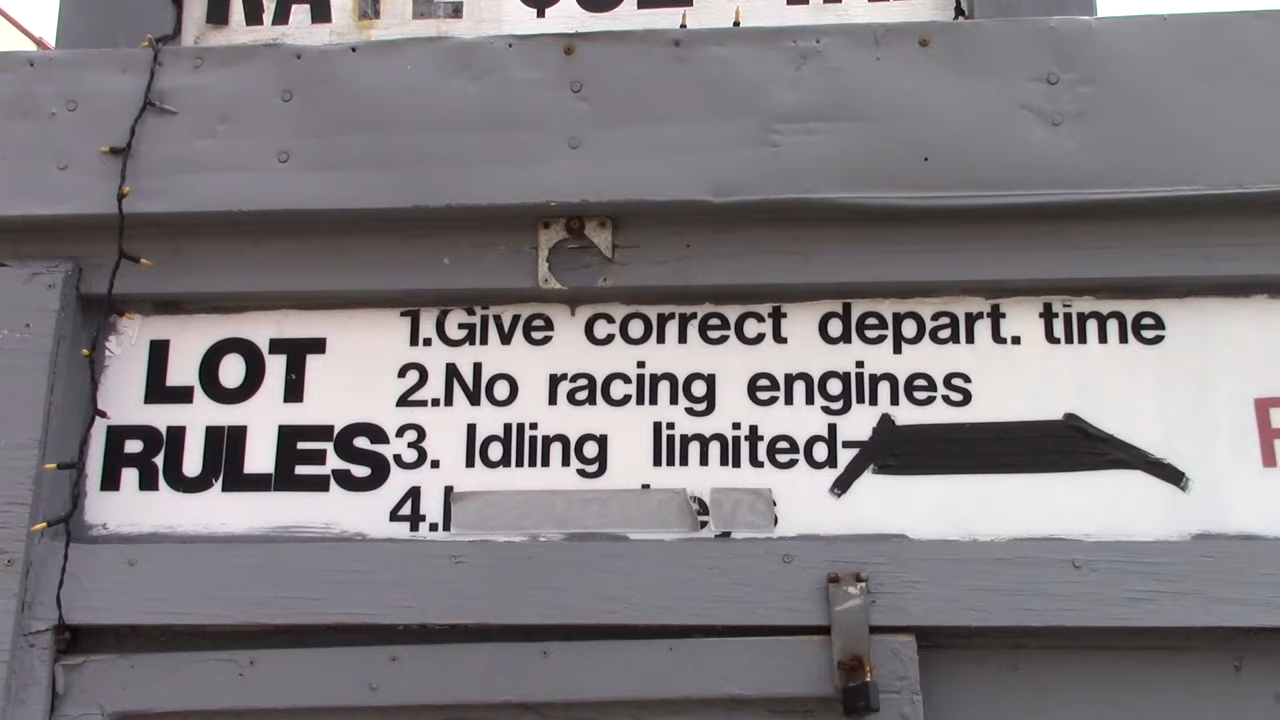 LOT
RULES
1.Give correct depart. time
2.No racing engines
3. Idling limited-
4.